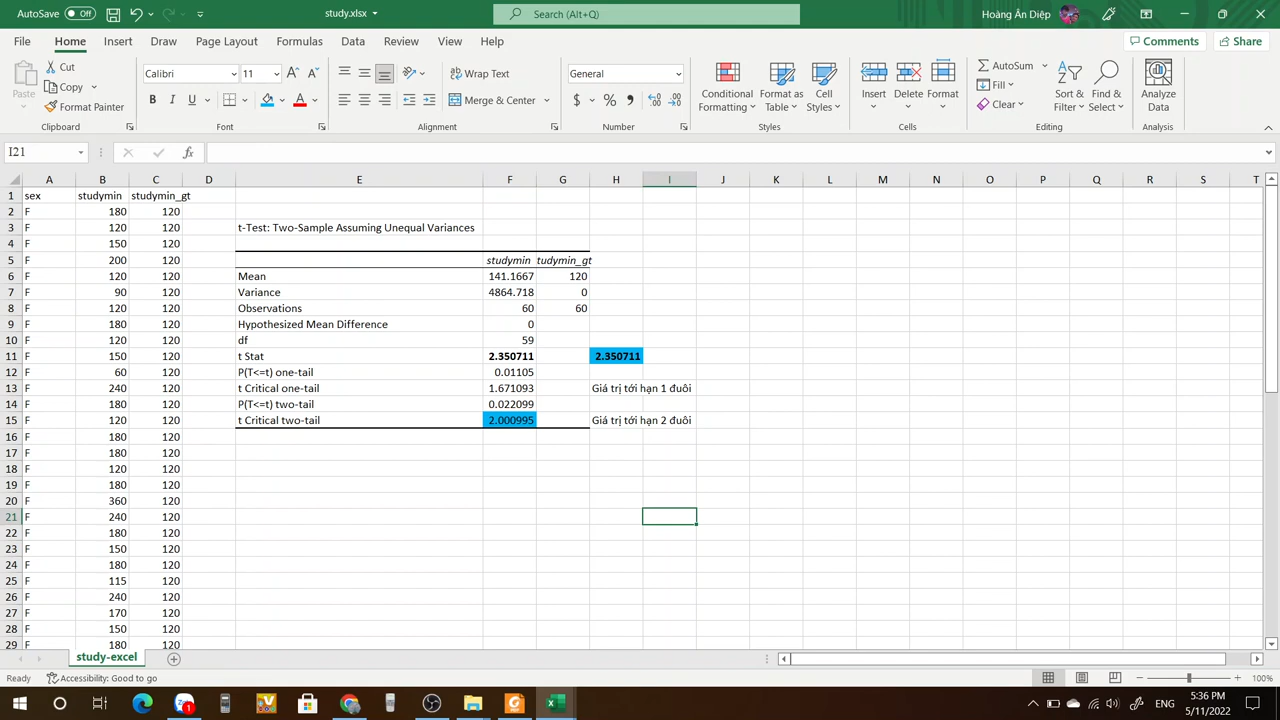 AutoSave Off study.xlsx Search (Alt+Q) Hoàng Ân Diệp
File Home Insert Draw Page Layout Formulas Data Review View Help Comments Share
Paste Cut Copy Format Painter Clipboard
Calibri 11 B I U A Font
Wrap Text Merge & Center Alignment
General $ % , Number
Conditional Formatting Format as Table Cell Styles Styles
Insert Delete Format Cells
AutoSum Fill Clear Sort & Filter Find & Select Editing
Analyze Data Analysis
I21 fx
A B C D E F G H I J K L M N O P Q R S T
1 sex studymin studymin_gt
2 F 180 120
3 F 120 120 t-Test: Two-Sample Assuming Unequal Variances
4 F 150 120
5 F 200 120 studymin tudymin_gt
6 F 120 120 Mean 141.1667 120
7 F 90 120 Variance 4864.718 0
8 F 120 120 Observations 60 60
9 F 180 120 Hypothesized Mean Difference 0
10 F 120 120 df 59
11 F 150 120 t Stat 2.350711 2.350711
12 F 60 120 P(T<=t) one-tail 0.01105
13 F 240 120 t Critical one-tail 1.671093 Giá trị tới hạn 1 đuôi
14 F 180 120 P(T<=t) two-tail 0.022099
15 F 120 120 t Critical two-tail 2.000995 Giá trị tới hạn 2 đuôi
16 F 180 120
17 F 180 120
18 F 120 120
19 F 180 120
20 F 360 120
21 F 240 120
22 F 180 120
23 F 150 120
24 F 180 120
25 F 115 120
26 F 240 120
27 F 170 120
28 F 150 120
29 F 180 120
study-excel
Ready Accessibility: Good to go 100%
1 ENG 5:36 PM
5/11/2022